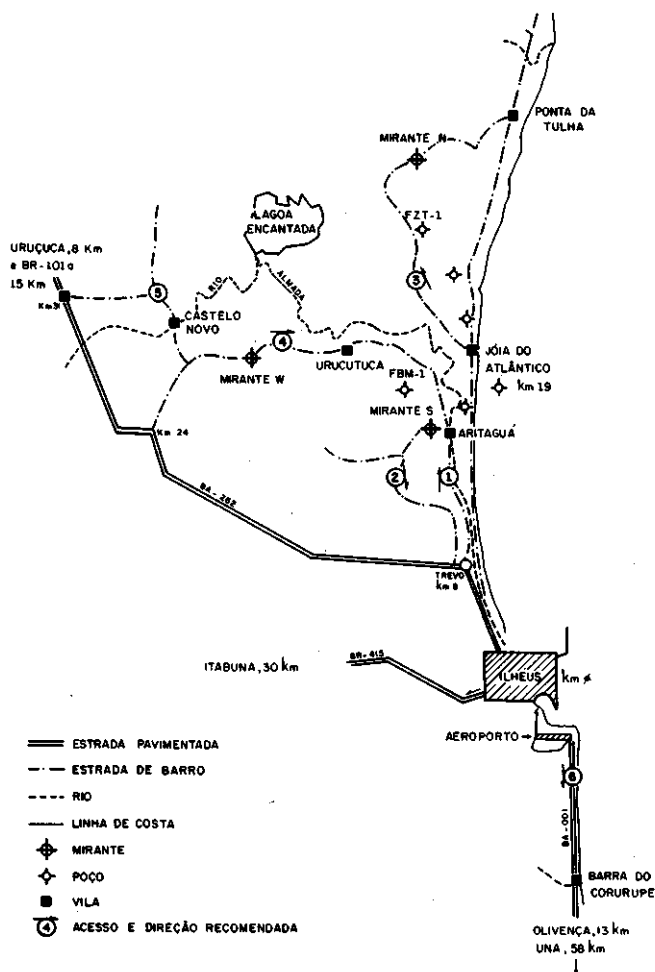 PONTA DA
TULHA
MIRANTE N
LAGOA
ENCANTADA
FZT-1
URUÇUCA, 8 Km
e BR-101 a
15 Km
Km 31
5
RIO
ALMADA
3
CASTELO
NOVO
4
MIRANTE W
URUCUTUCA
JÓIA DO
ATLÂNTICO
km 19
FBM-1
MIRANTE S
ARITAGUÁ
Km 24
2
1
BA-262
TREVO
km 8
ITABUNA, 30 km
BR-415
ILHEUS
km ø
AEROPORTO
6
BA-001
BARRA DO
CORURUPE
OLIVENÇA, 13 km
UNA, 58 km
ESTRADA PAVIMENTADA
ESTRADA DE BARRO
RIO
LINHA DE COSTA
MIRANTE
POÇO
VILA
4 ACESSO E DIREÇÃO RECOMENDADA